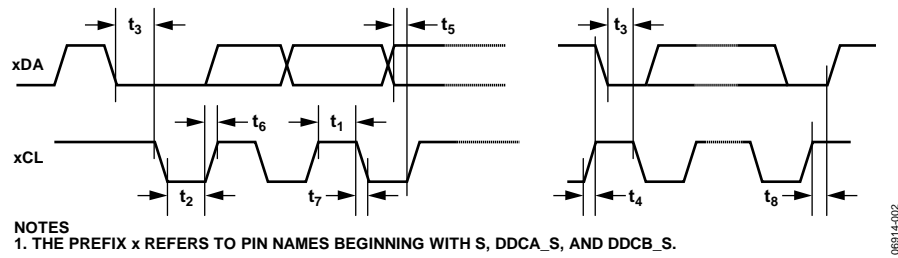 t3
t5
t3
xDA
t6
t1
xCL
t2
t7
t4
t8
NOTES
1. THE PREFIX x REFERS TO PIN NAMES BEGINNING WITH S, DDCA_S, AND DDCB_S.
06914-002